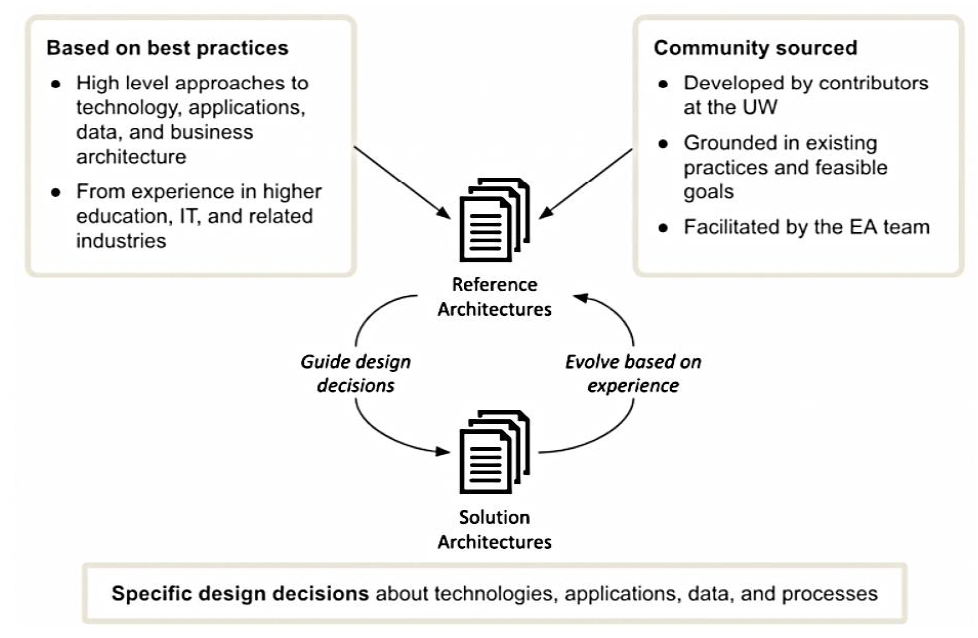 Based on best practices
● High level approaches to
technology, applications,
data, and business
architecture
● From experience in higher
education, IT, and related
industries
Community sourced
● Developed by contributors
at the UW
● Grounded in existing
practices and feasible
goals
● Facilitated by the EA team
Reference
Architectures
Guide design
decisions
Evolve based on
experience
Solution
Architectures
Specific design decisions about technologies, applications, data, and processes